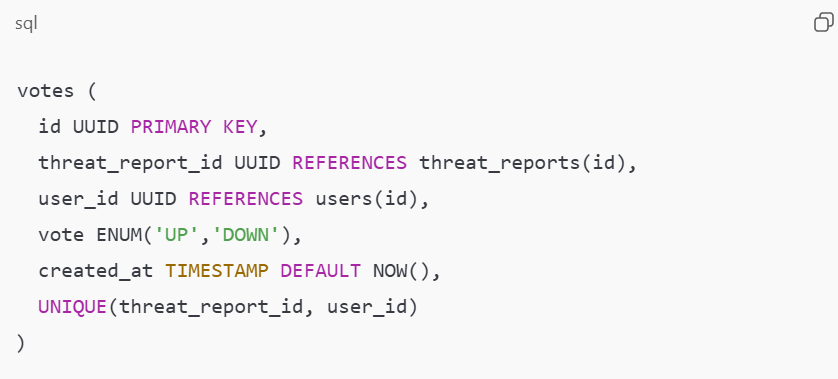 sql
votes (
id UUID PRIMARY KEY,
threat_report_id UUID REFERENCES threat_reports(id),
user_id UUID REFERENCES users(id),
vote ENUM('UP','DOWN'),
created_at TIMESTAMP DEFAULT NOW(),
UNIQUE(threat_report_id, user_id)
)